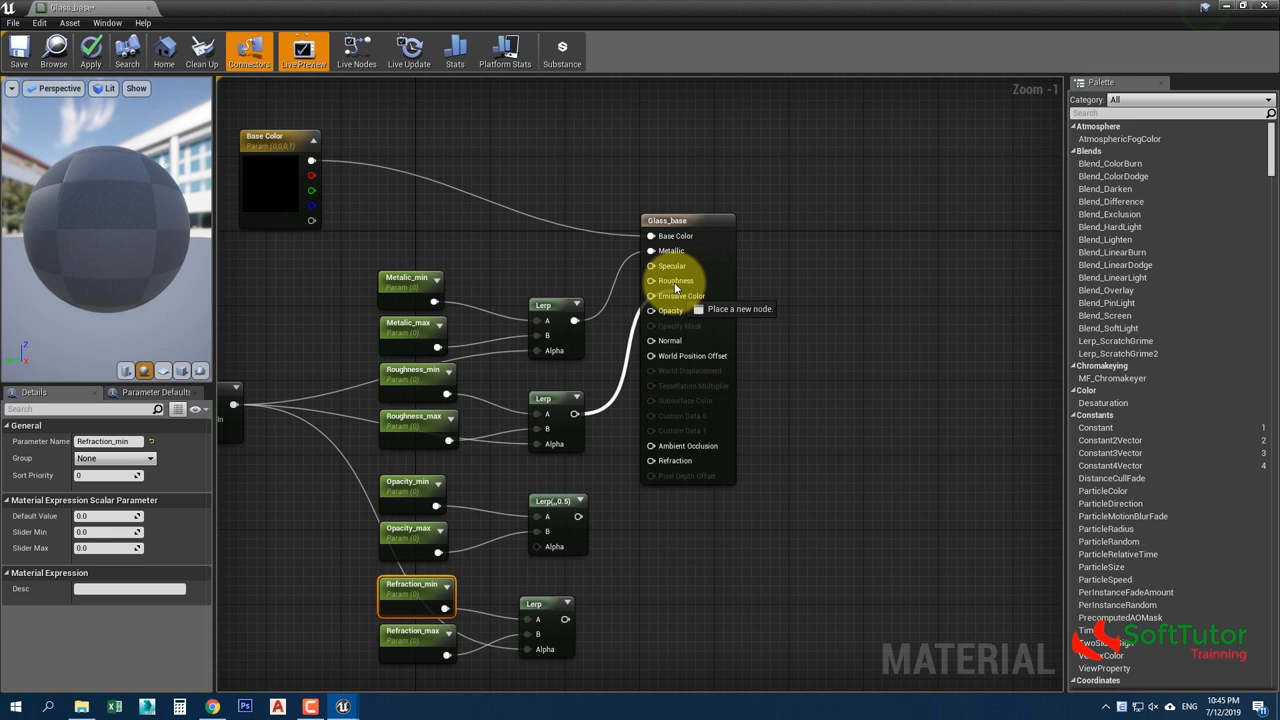 Glass_base*
File
Edit
Asset
Window
Help
Save
Browse
Apply
Search
Home
Clean Up
Connectors
Live Preview
Live Nodes
Live Update
Stats
Platform Stats
Substance
Perspective
Lit
Show
Zoom -1
Base Color
Param (0,0,0,1)
Metalic_min
Param (0)
Metalic_max
Param (0)
Roughness_min
Param (0)
Roughness_max
Param (0)
Opacity_min
Param (0)
Opacity_max
Param (0)
Refraction_min
Param (0)
Refraction_max
Param (0)
In
Lerp
A
B
Alpha
Lerp
A
B
Alpha
Lerp(,,0.5)
A
B
Alpha
Lerp
A
B
Alpha
Glass_base
Base Color
Metallic
Specular
Roughness
Emissive Color
Opacity
Opacity Mask
Normal
World Position Offset
World Displacement
Tessellation Multiplier
Subsurface Color
Custom Data 0
Custom Data 1
Ambient Occlusion
Refraction
Pixel Depth Offset
Place a new node.
MATERIAL
Z
X
Details
Parameter Defaults
Search
General
Parameter Name
Refraction_min
Group
None
Sort Priority
0
Material Expression Scalar Parameter
Default Value
0.0
Slider Min
0.0
Slider Max
0.0
Material Expression
Desc
Palette
Category:
All
Search
Atmosphere
AtmosphericFogColor
Blends
Blend_ColorBurn
Blend_ColorDodge
Blend_Darken
Blend_Difference
Blend_Exclusion
Blend_HardLight
Blend_Lighten
Blend_LinearBurn
Blend_LinearDodge
Blend_LinearLight
Blend_Overlay
Blend_PinLight
Blend_Screen
Blend_SoftLight
Lerp_ScratchGrime
Lerp_ScratchGrime2
Chromakeying
MF_Chromakeyer
Color
Desaturation
Constants
Constant 1
Constant2Vector 2
Constant3Vector 3
Constant4Vector 4
DistanceCullFade
ParticleColor
ParticleDirection
ParticleMotionBlurFade
ParticleRadius
ParticleRandom
ParticleRelativeTime
ParticleSize
ParticleSpeed
PerInstanceFadeAmount
PerInstanceRandom
PrecomputedAOMask
ViewProperty
Coordinates
SoftTutor
Trainning
ENG
10:45 PM
7/12/2019